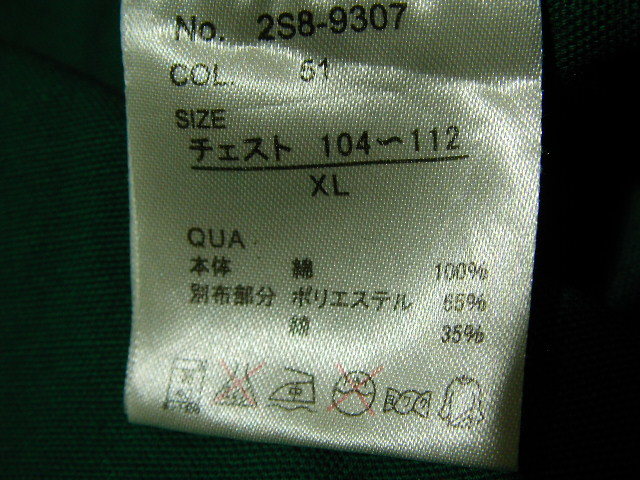 No. 2S8-9307
COL. 51
SIZE
チェスト 104〜112
XL
QUA
本体 綿 100%
別布部分 ポリエステル 65%
綿 35%
中